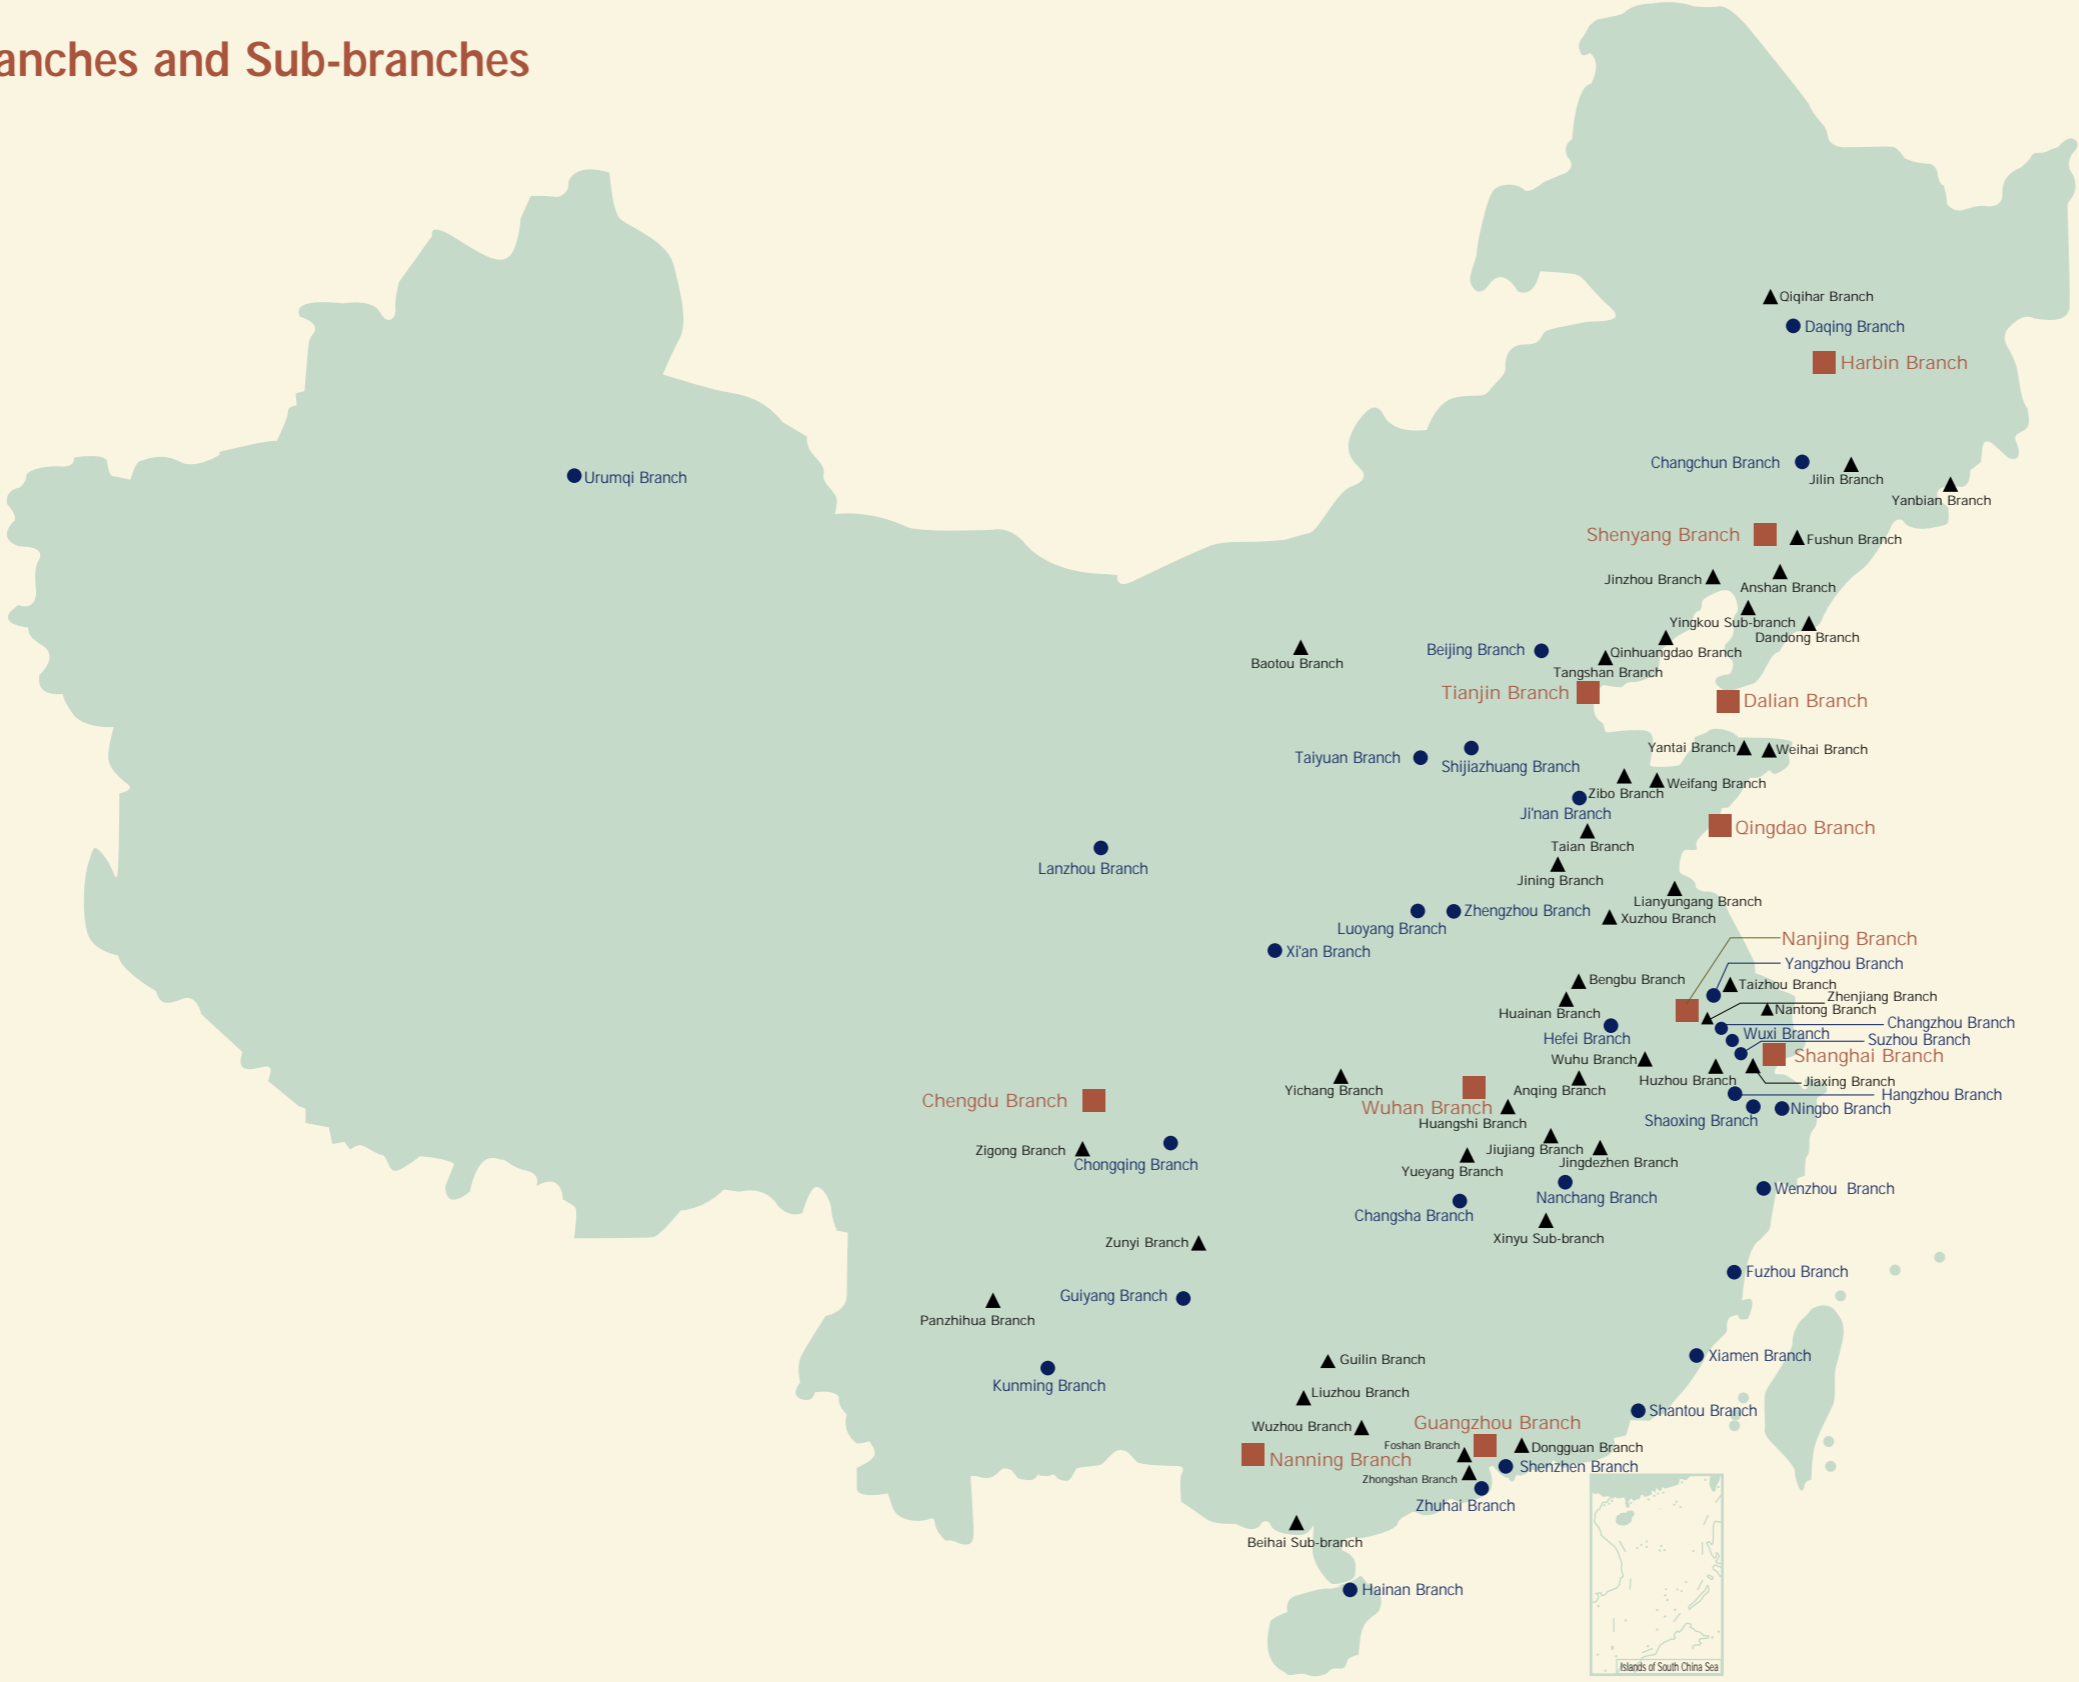 anches and Sub-branches
Qiqihar Branch
Daqing Branch
Harbin Branch
Changchun Branch
Jilin Branch
Urumqi Branch
Yanbian Branch
Shenyang Branch
Fushun Branch
Jinzhou Branch
Anshan Branch
Yingkou Sub-branch
Dandong Branch
Beijing Branch
Qinhuangdao Branch
Baotou Branch
Tangshan Branch
Tianjin Branch
Dalian Branch
Yantai Branch
Weihai Branch
Taiyuan Branch
Shijiazhuang Branch
Weifang Branch
Zibo Branch
Ji'nan Branch
Qingdao Branch
Taian Branch
Lanzhou Branch
Jining Branch
Lianyungang Branch
Zhengzhou Branch
Xuzhou Branch
Luoyang Branch
Nanjing Branch
Xi'an Branch
Yangzhou Branch
Bengbu Branch
Taizhou Branch
Zhenjiang Branch
Nantong Branch
Huainan Branch
Changzhou Branch
Wuxi Branch
Hefei Branch
Suzhou Branch
Shanghai Branch
Wuhu Branch
Huzhou Branch
Jiaxing Branch
Yichang Branch
Anqing Branch
Hangzhou Branch
Chengdu Branch
Wuhan Branch
Ningbo Branch
Huangshi Branch
Shaoxing Branch
Zigong Branch
Jiujiang Branch
Chongqing Branch
Jingdezhen Branch
Yueyang Branch
Wenzhou  Branch
Nanchang Branch
Changsha Branch
Xinyu Sub-branch
Zunyi Branch
Fuzhou Branch
Guiyang Branch
Panzhihua Branch
Xiamen Branch
Guilin Branch
Kunming Branch
Liuzhou Branch
Shantou Branch
Wuzhou Branch
Guangzhou Branch
Foshan Branch
Dongguan Branch
Nanning Branch
Shenzhen Branch
Zhongshan Branch
Zhuhai Branch
Beihai Sub-branch
Hainan Branch
Islands of South China Sea